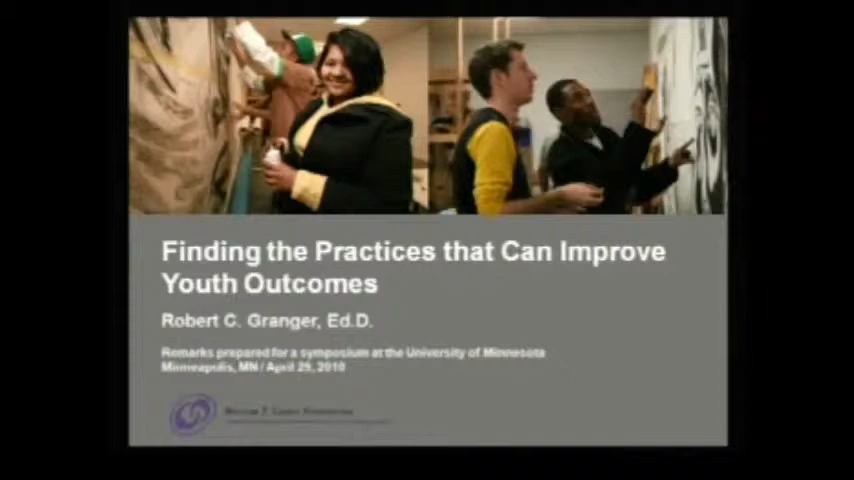 Finding the Practices that Can Improve
Youth Outcomes
Robert C. Granger, Ed.D.
Remarks prepared for a symposium at the University of Minnesota
Minneapolis, MN / April 29, 2010
Foundation